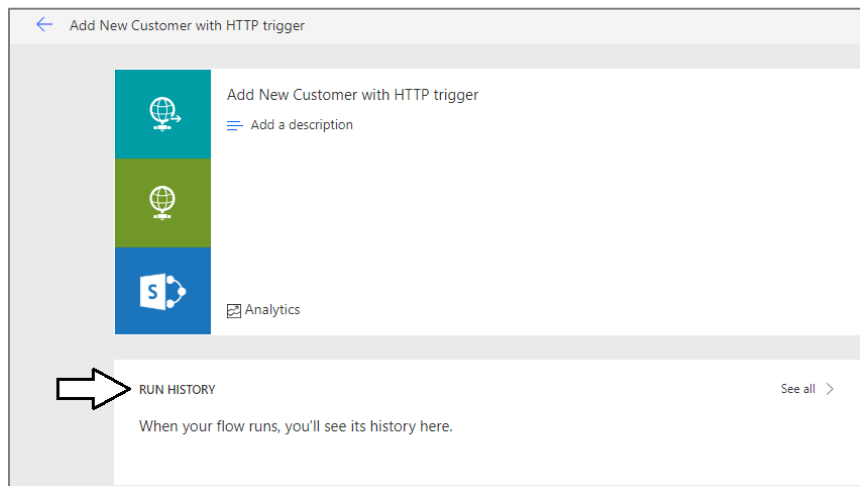 Add New Customer with HTTP trigger
Add New Customer with HTTP trigger
Add a description
S
Analytics
RUN HISTORY
See all
When your flow runs, you'll see its history here.